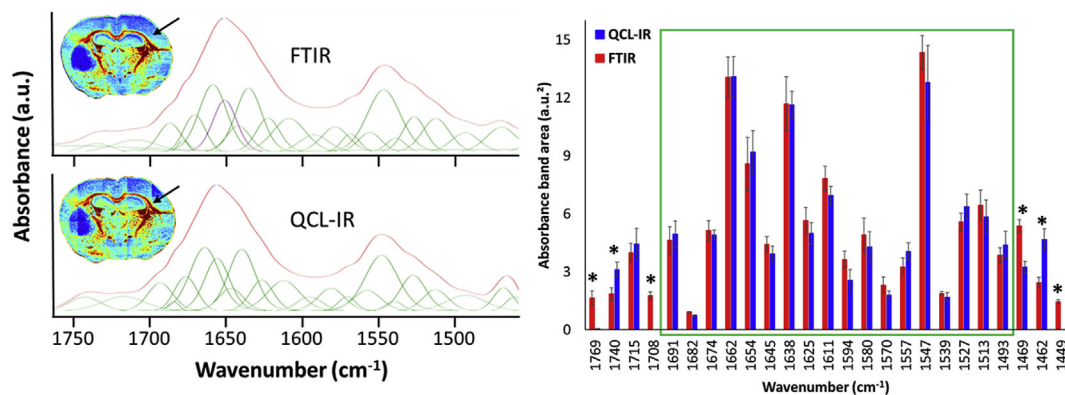 FTIR
QCL-IR
Absorbance (a.u.)
1750 1700 1650 1600 1550 1500
Wavenumber (cm-1)
QCL-IR
FTIR
Absorbance band area (a.u.²)
15
12
9
6
3
0
* * * * * *
1769 1740 1715 1708 1691 1682 1674 1662 1654 1648 1638 1625 1611 1594 1580 1570 1557 1547 1539 1527 1513 1493 1469 1462 1449
Wavenumber (cm-1)